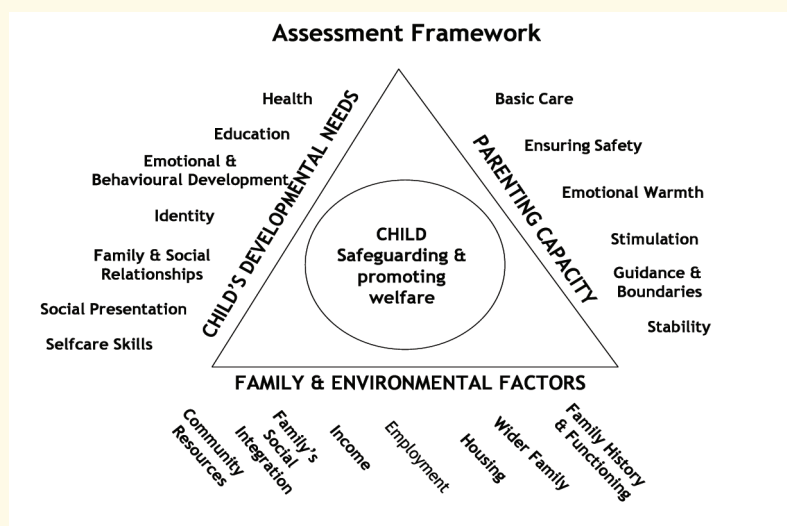 Assessment Framework
Health
Education
Emotional &
Behavioural Development
Identity
Family & Social
Relationships
Social Presentation
Selfcare Skills
CHILD'S DEVELOPMENTAL NEEDS
CHILD
Safeguarding &
promoting
welfare
PARENTING CAPACITY
Basic Care
Ensuring Safety
Emotional Warmth
Stimulation
Guidance &
Boundaries
Stability
FAMILY & ENVIRONMENTAL FACTORS
Community
Resources
Family's
Social
Integration
Income
Employment
Housing
Wider Family
Family History
& Functioning